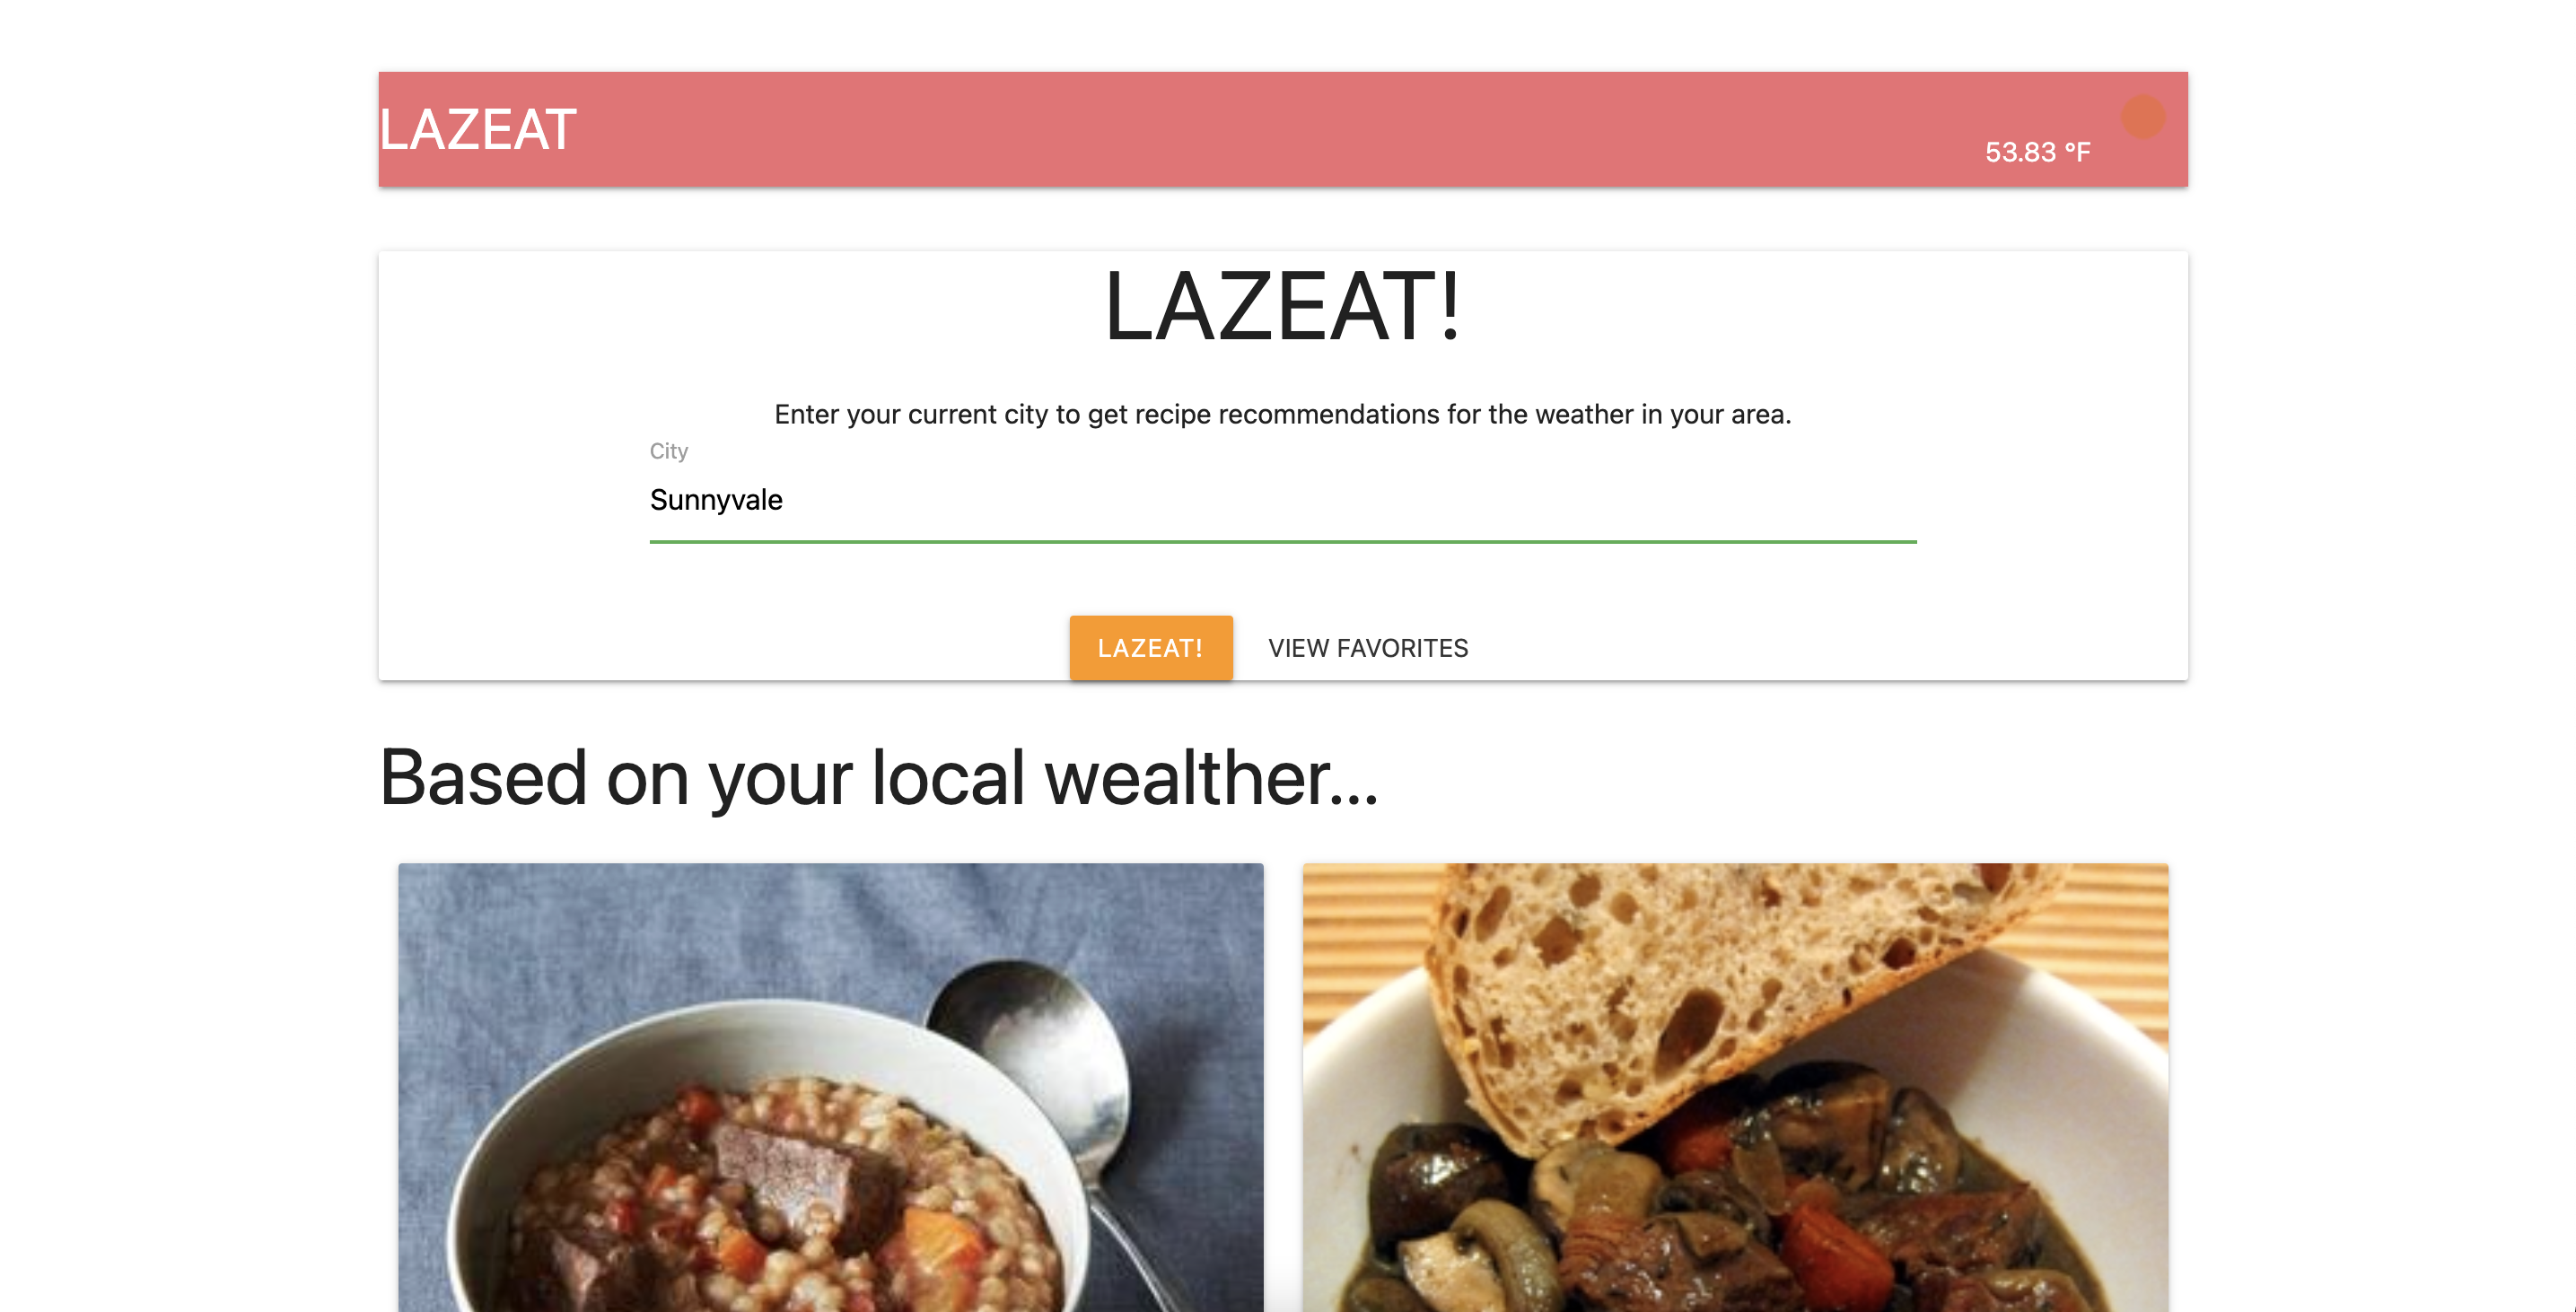 LAZEAT
53.83 °F
LAZEAT!
Enter your current city to get recipe recommendations for the weather in your area.
City
Sunnyvale
LAZEAT! VIEW FAVORITES
Based on your local wealther...